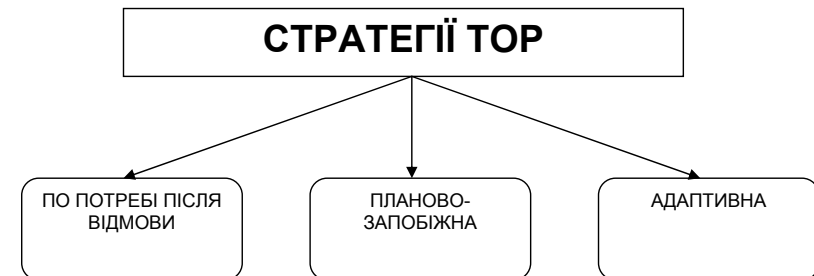 СТРАТЕГІЇ ТОР
ПО ПОТРЕБІ ПІСЛЯ
ВІДМОВИ
ПЛАНОВО-
ЗАПОБІЖНА
АДАПТИВНА